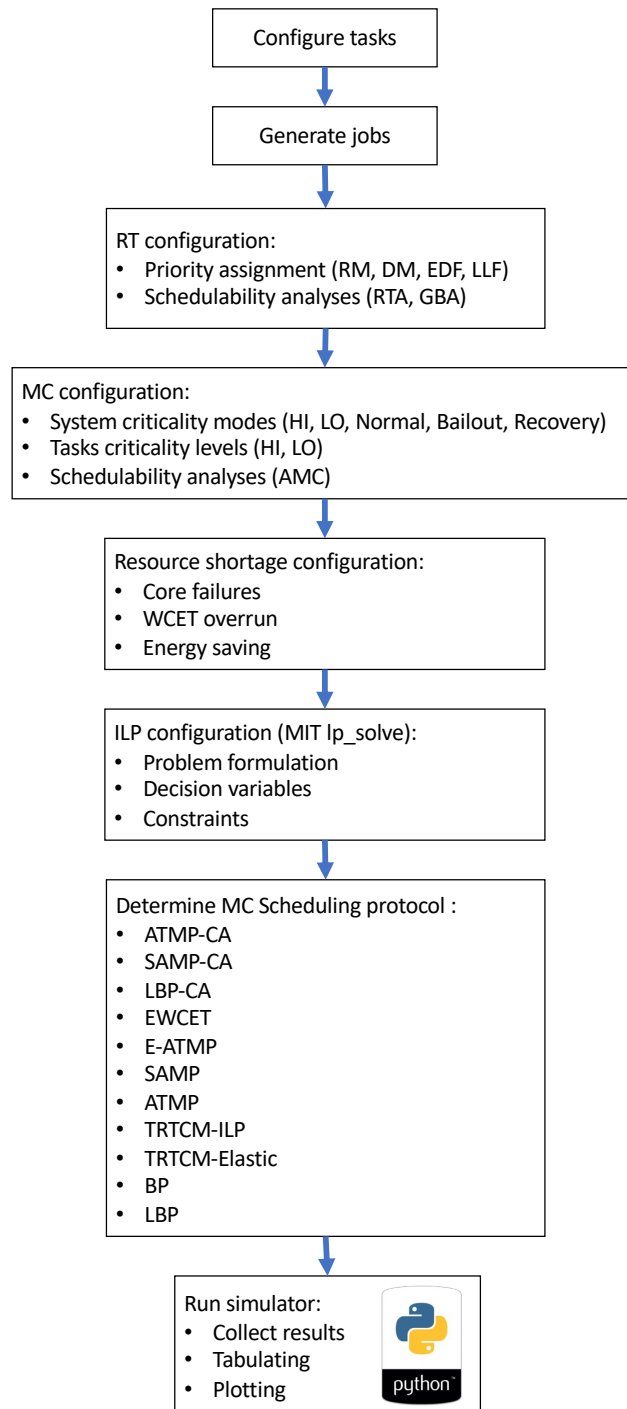 Configure tasks
Generate jobs
RT configuration:
• Priority assignment (RM, DM, EDF, LLF)
• Schedulability analyses (RTA, GBA)
MC configuration:
• System criticality modes (HI, LO, Normal, Bailout, Recovery)
• Tasks criticality levels (HI, LO)
• Schedulability analyses (AMC)
Resource shortage configuration:
• Core failures
• WCET overrun
• Energy saving
ILP configuration (MIT lp_solve):
• Problem formulation
• Decision variables
• Constraints
Determine MC Scheduling protocol :
• ATMP-CA
• SAMP-CA
• LBP-CA
• EWCET
• E-ATMP
• SAMP
• ATMP
• TRTCM-ILP
• TRTCM-Elastic
• BP
• LBP
Run simulator:
• Collect results
• Tabulating
• Plotting
python™